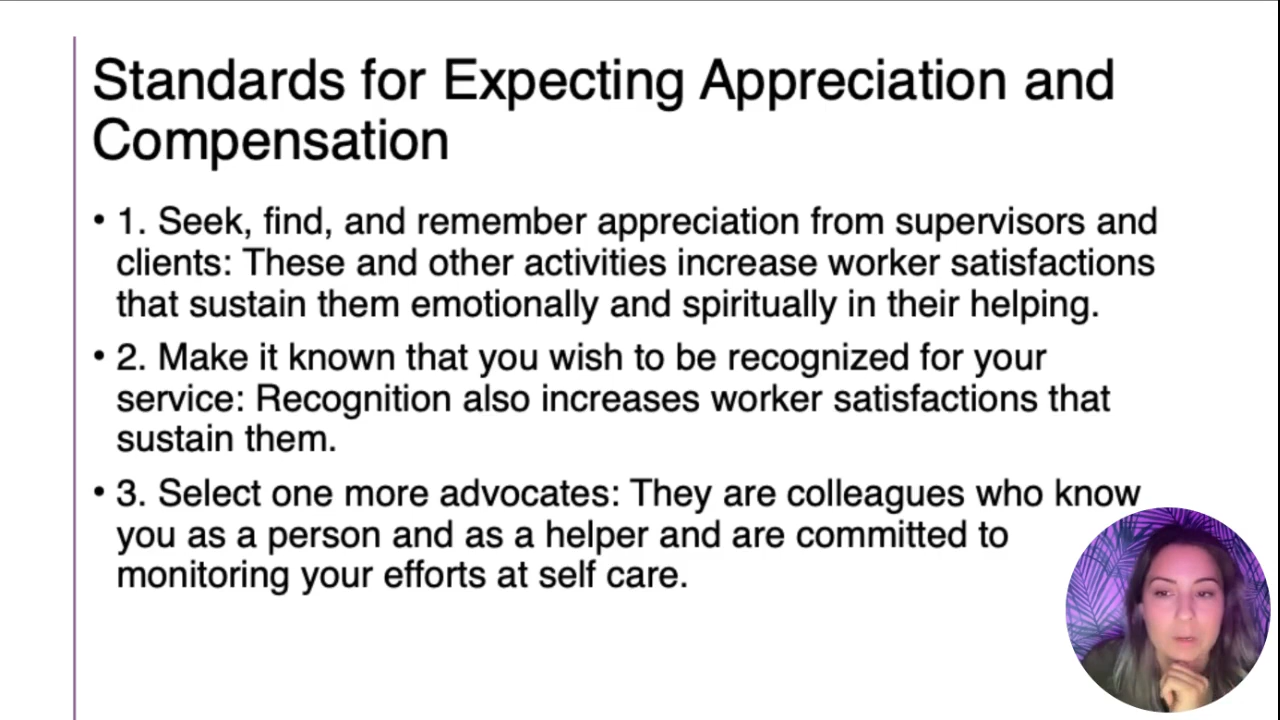 Standards for Expecting Appreciation and
Compensation
• 1. Seek, find, and remember appreciation from supervisors and
clients: These and other activities increase worker satisfactions
that sustain them emotionally and spiritually in their helping.
• 2. Make it known that you wish to be recognized for your
service: Recognition also increases worker satisfactions that
sustain them.
• 3. Select one more advocates: They are colleagues who know
you as a person and as a helper and are committed to
monitoring your efforts at self care.